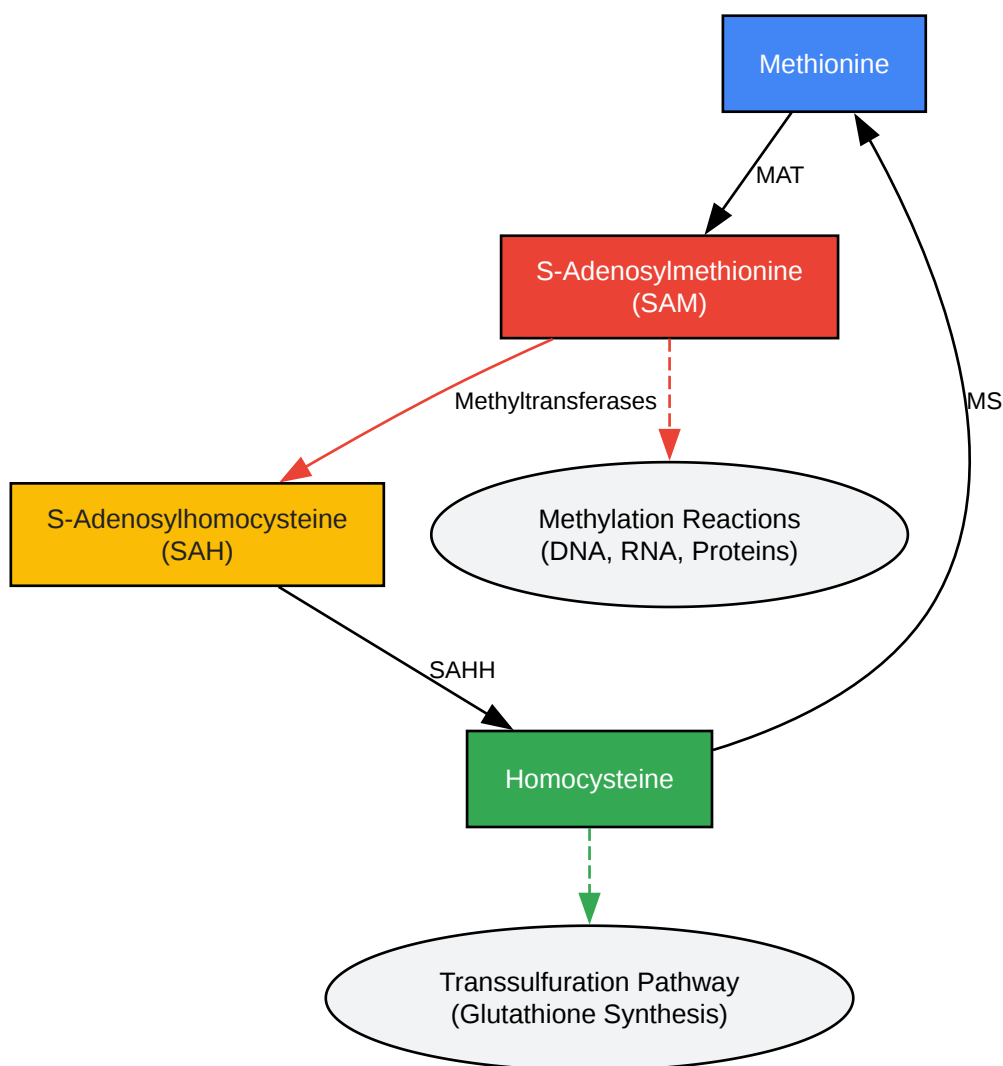 Methionine
MAT
S-Adenosylmethionine
(SAM)
Methyltransferases
MS
S-Adenosylhomocysteine
(SAH)
Methylation Reactions
(DNA, RNA, Proteins)
SAHH
Homocysteine
Transsulfuration Pathway
(Glutathione Synthesis)